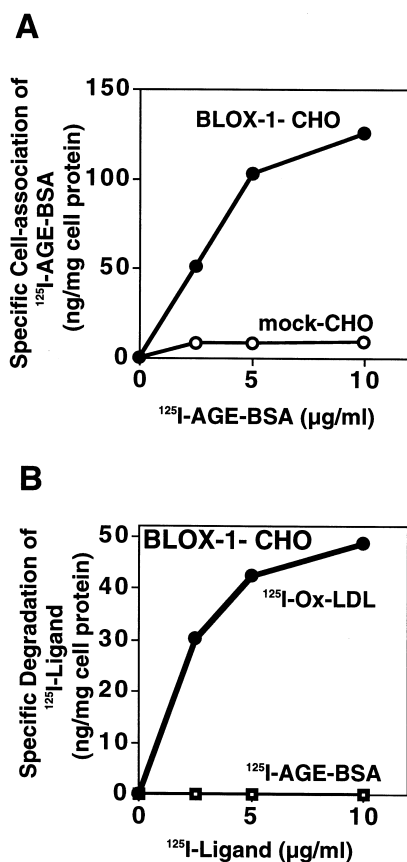 A
Specific Cell-association of
¹²⁵I-AGE-BSA
(ng/mg cell protein)
150
100
50
0
BLOX-1- CHO
mock-CHO
0
5
10
¹²⁵I-AGE-BSA (µg/ml)
B
Specific Degradation of
¹²⁵I-Ligand
(ng/mg cell protein)
50
40
30
20
10
0
BLOX-1- CHO
¹²⁵I-Ox-LDL
¹²⁵I-AGE-BSA
0
5
10
¹²⁵I-Ligand (µg/ml)